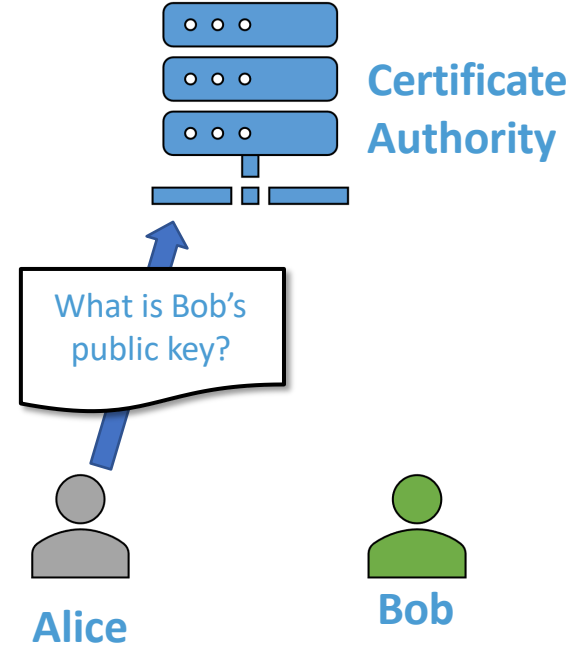 Certificate
Authority
What is Bob’s
public key?
Alice
Bob